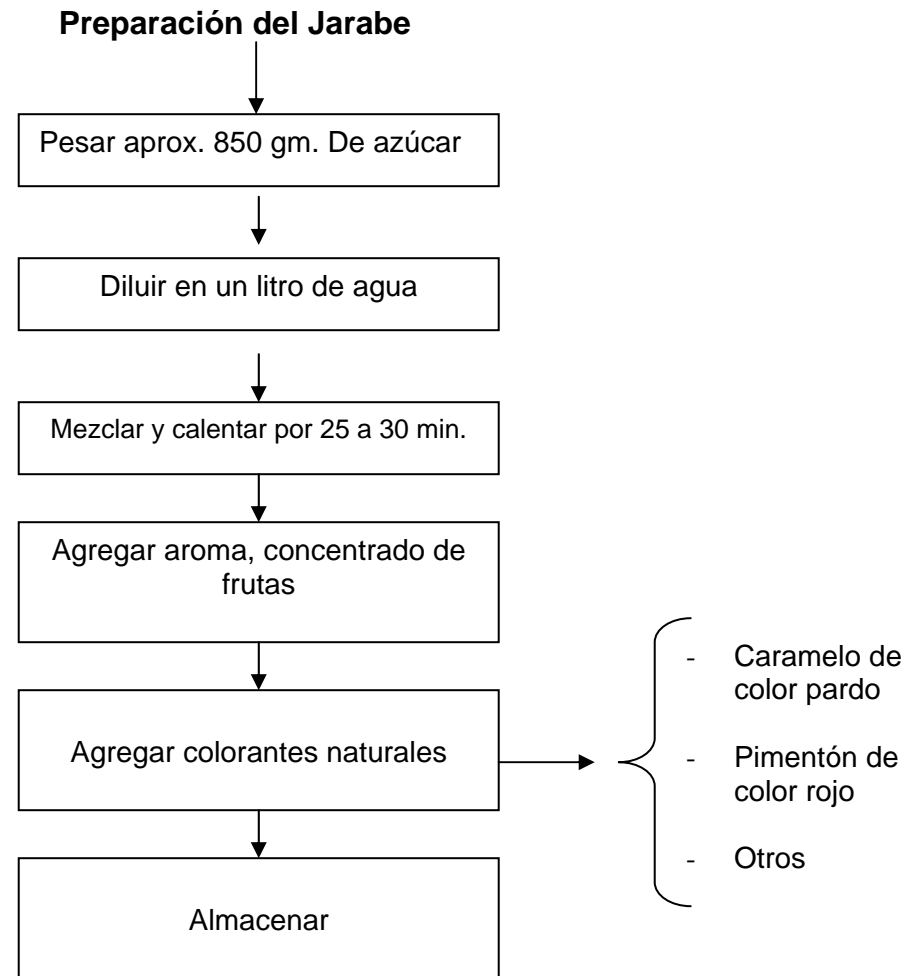 Preparación del Jarabe
Pesar aprox. 850 gm. De azúcar
Diluir en un litro de agua
Mezclar y calentar por 25 a 30 min.
Agregar aroma, concentrado de
frutas
Agregar colorantes naturales
- Caramelo de
color pardo
- Pimentón de
color rojo
- Otros
Almacenar